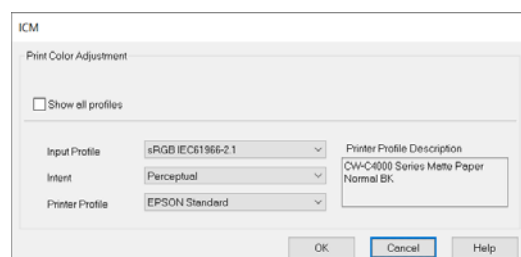 ICM
Print Color Adjustment
Show all profiles
Input Profile
sRGB IEC61966-2.1
Printer Profile Description
Intent
Perceptual
CW-C4000 Series Matte Paper
Normal BK
Printer Profile
EPSON Standard
OK
Cancel
Help